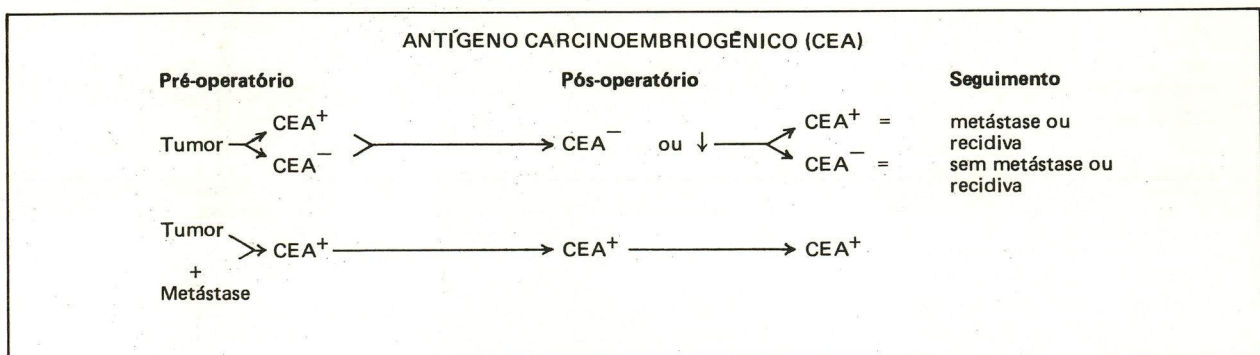 ANTÍGENO CARCINOEMBRIOGÊNICO (CEA)
Pré-operatório Pós-operatório Seguimento
CEA+ CEA+ = metástase ou
Tumor CEA− ou ↓ recidiva
CEA− CEA− = sem metástase ou
recidiva
Tumor
CEA+ CEA+ CEA+
+
Metástase